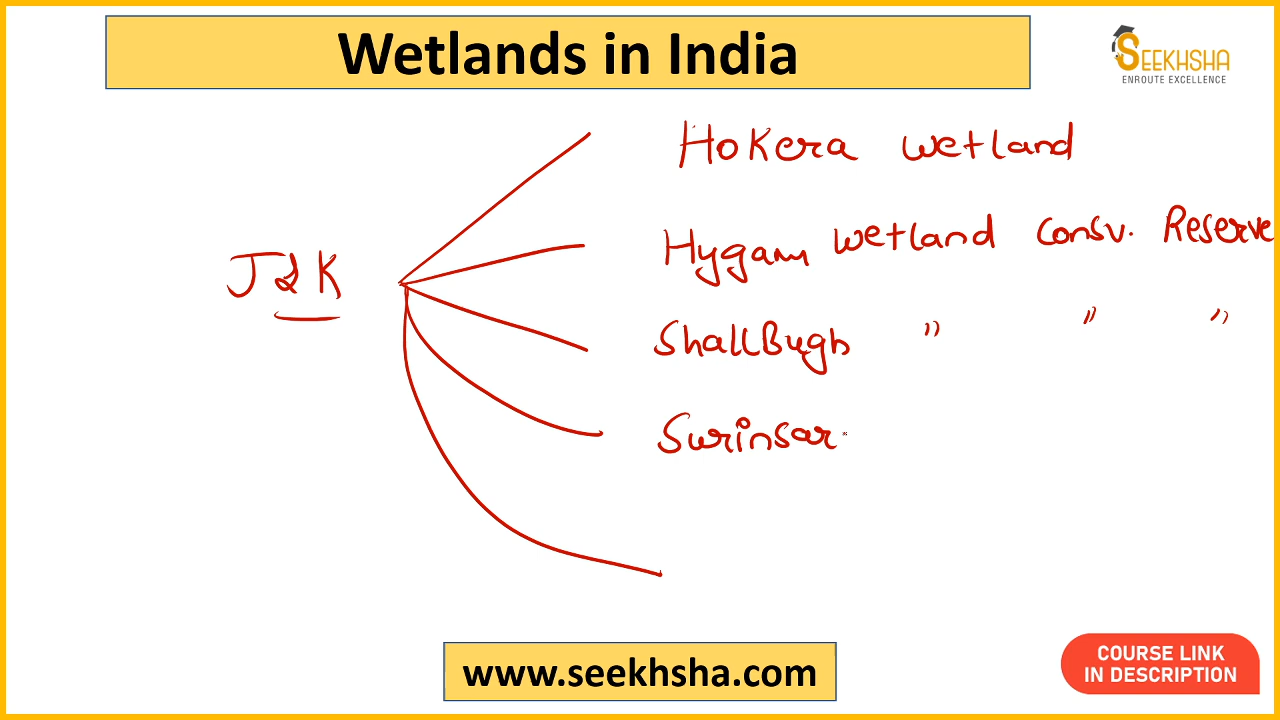 Wetlands in India
SEEKHSHA
ENROUTE EXCELLENCE
Hokera wetland
Hygam wetland Consv. Reserve
J & K
ShallBugh " " "
Surinsar
www.seekhsha.com
COURSE LINK
IN DESCRIPTION